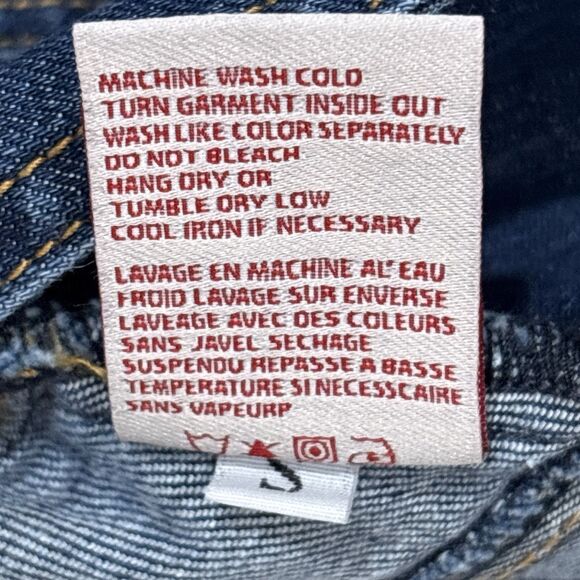 MACHINE WASH COLD
TURN GARMENT INSIDE OUT
WASH LIKE COLOR SEPARATELY
DO NOT BLEACH
HANG DRY OR
TUMBLE DRY LOW
COOL IRON IF NECESSARY
LAVAGE EN MACHINE AL'EAU
FROID LAVAGE SUR ENVERSE
LAVEAGE AVEC DES COLEURS
SANS JAVEL SECHAGE
SUSPENDU REPASSE A BASSE
TEMPERATURE SI NECESSCAIRE
SANS VAPEURP